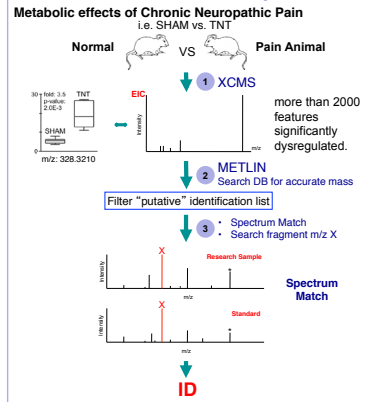 Metabolic effects of Chronic Neuropathic Pain
i.e. SHAM vs. TNT
Normal
VS
Pain Animal
1 XCMS
30
fold: 3.5
p-value:
2.0E-3
TNT
SHAM
0
m/z: 328.3210
EIC
Intensity
m/z
more than 2000
features
significantly
dysregulated.
2 METLIN
Search DB for accurate mass
Filter "putative" identification list
3
• Spectrum Match
• Search fragment m/z X
X
Research Sample
*
Intensity
m/z
Spectrum
Match
X
Standard
*
Intensity
m/z
ID